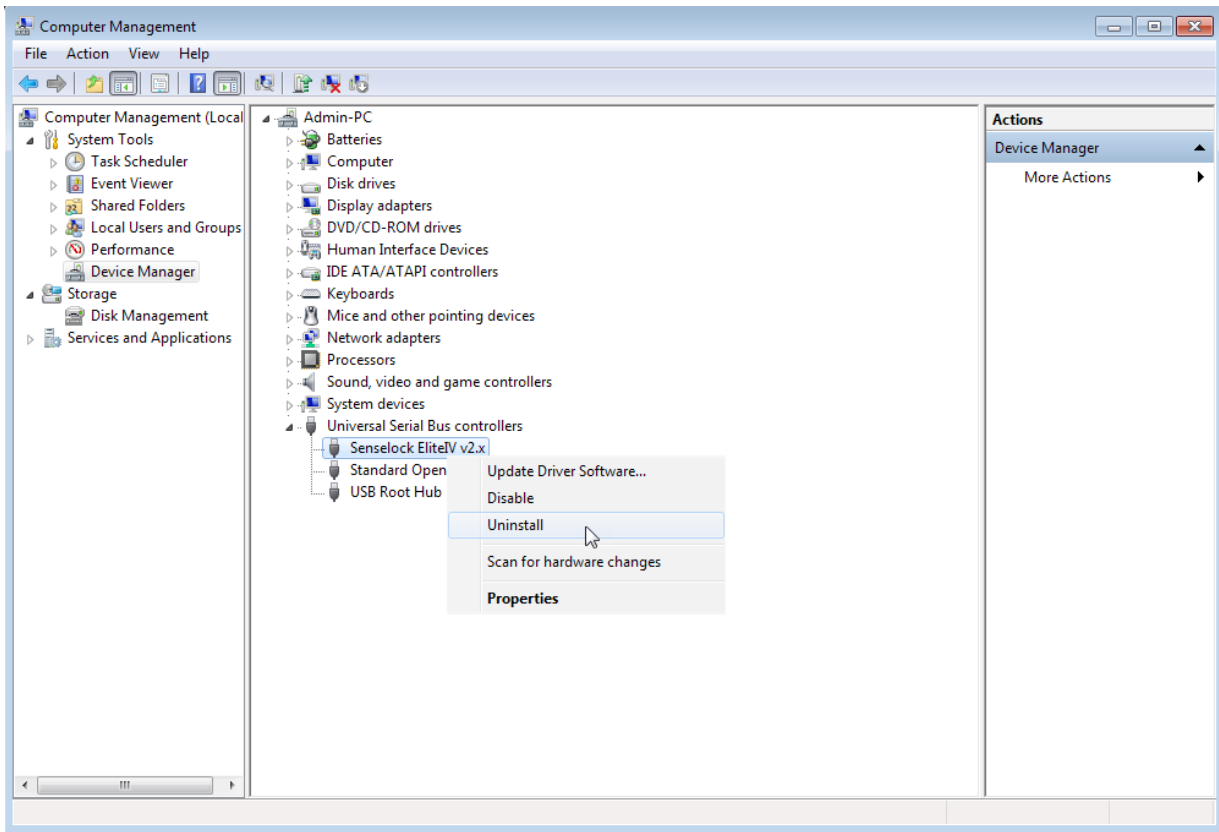 Computer Management
File Action View Help
Computer Management (Local
System Tools
Task Scheduler
Event Viewer
Shared Folders
Local Users and Groups
Performance
Device Manager
Storage
Disk Management
Services and Applications
Admin-PC
Batteries
Computer
Disk drives
Display adapters
DVD/CD-ROM drives
Human Interface Devices
IDE ATA/ATAPI controllers
Keyboards
Mice and other pointing devices
Network adapters
Processors
Sound, video and game controllers
System devices
Universal Serial Bus controllers
Senselock EliteIV v2.x
Standard Open
USB Root Hub
Update Driver Software...
Disable
Uninstall
Scan for hardware changes
Properties
Actions
Device Manager
More Actions